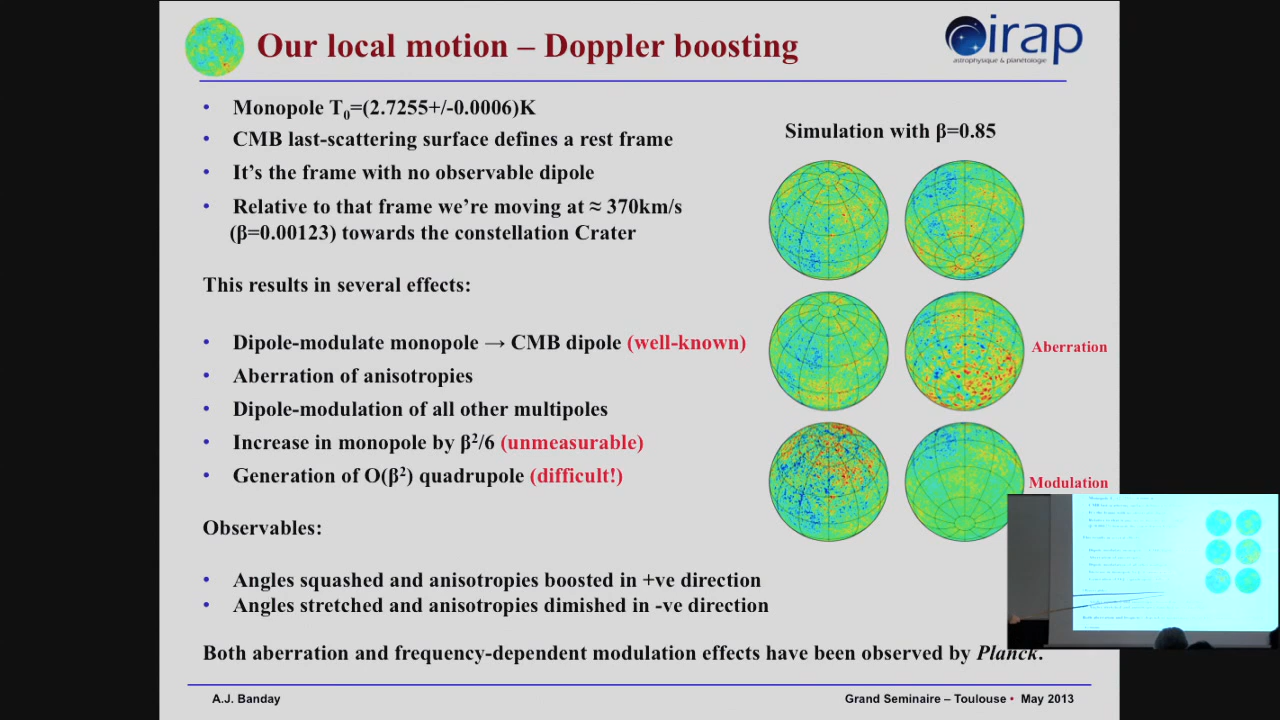 Our local motion – Doppler boosting
irap
astrophysique & planétologie
• Monopole T0=(2.7255+/-0.0006)K
• CMB last-scattering surface defines a rest frame
• It's the frame with no observable dipole
• Relative to that frame we're moving at ≈ 370km/s
(β=0.00123) towards the constellation Crater
This results in several effects:
• Dipole-modulate monopole → CMB dipole (well-known)
• Aberration of anisotropies
• Dipole-modulation of all other multipoles
• Increase in monopole by β²/6 (unmeasurable)
• Generation of O(β²) quadrupole (difficult!)
Observables:
• Angles squashed and anisotropies boosted in +ve direction
• Angles stretched and anisotropies dimished in -ve direction
Both aberration and frequency-dependent modulation effects have been observed by Planck.
Simulation with β=0.85
Aberration
Modulation
A.J. Banday
Grand Seminaire – Toulouse • May 2013